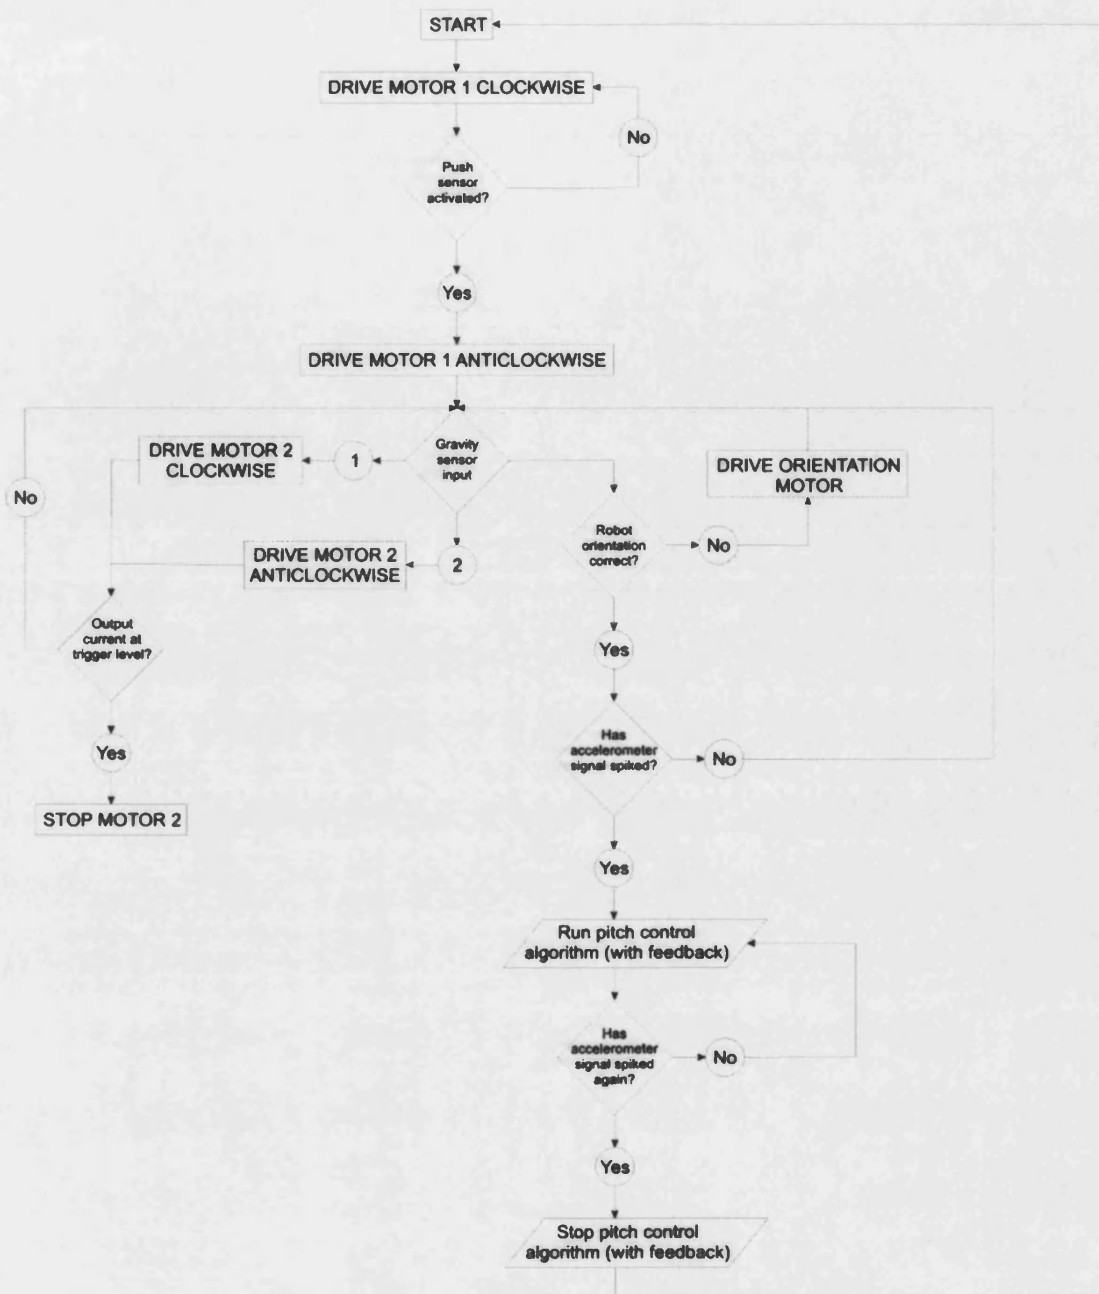 START
DRIVE MOTOR 1 CLOCKWISE
No
Push
sensor
activated?
Yes
DRIVE MOTOR 1 ANTICLOCKWISE
Gravity
sensor
input
1
DRIVE MOTOR 2
CLOCKWISE
No
2
DRIVE MOTOR 2
ANTICLOCKWISE
Output
current at
trigger level?
Yes
STOP MOTOR 2
DRIVE ORIENTATION
MOTOR
Robot
orientation
correct?
No
Yes
Has
accelerometer
signal spiked?
No
Yes
Run pitch control
algorithm (with feedback)
Has
accelerometer
signal spiked
again?
No
Yes
Stop pitch control
algorithm (with feedback)